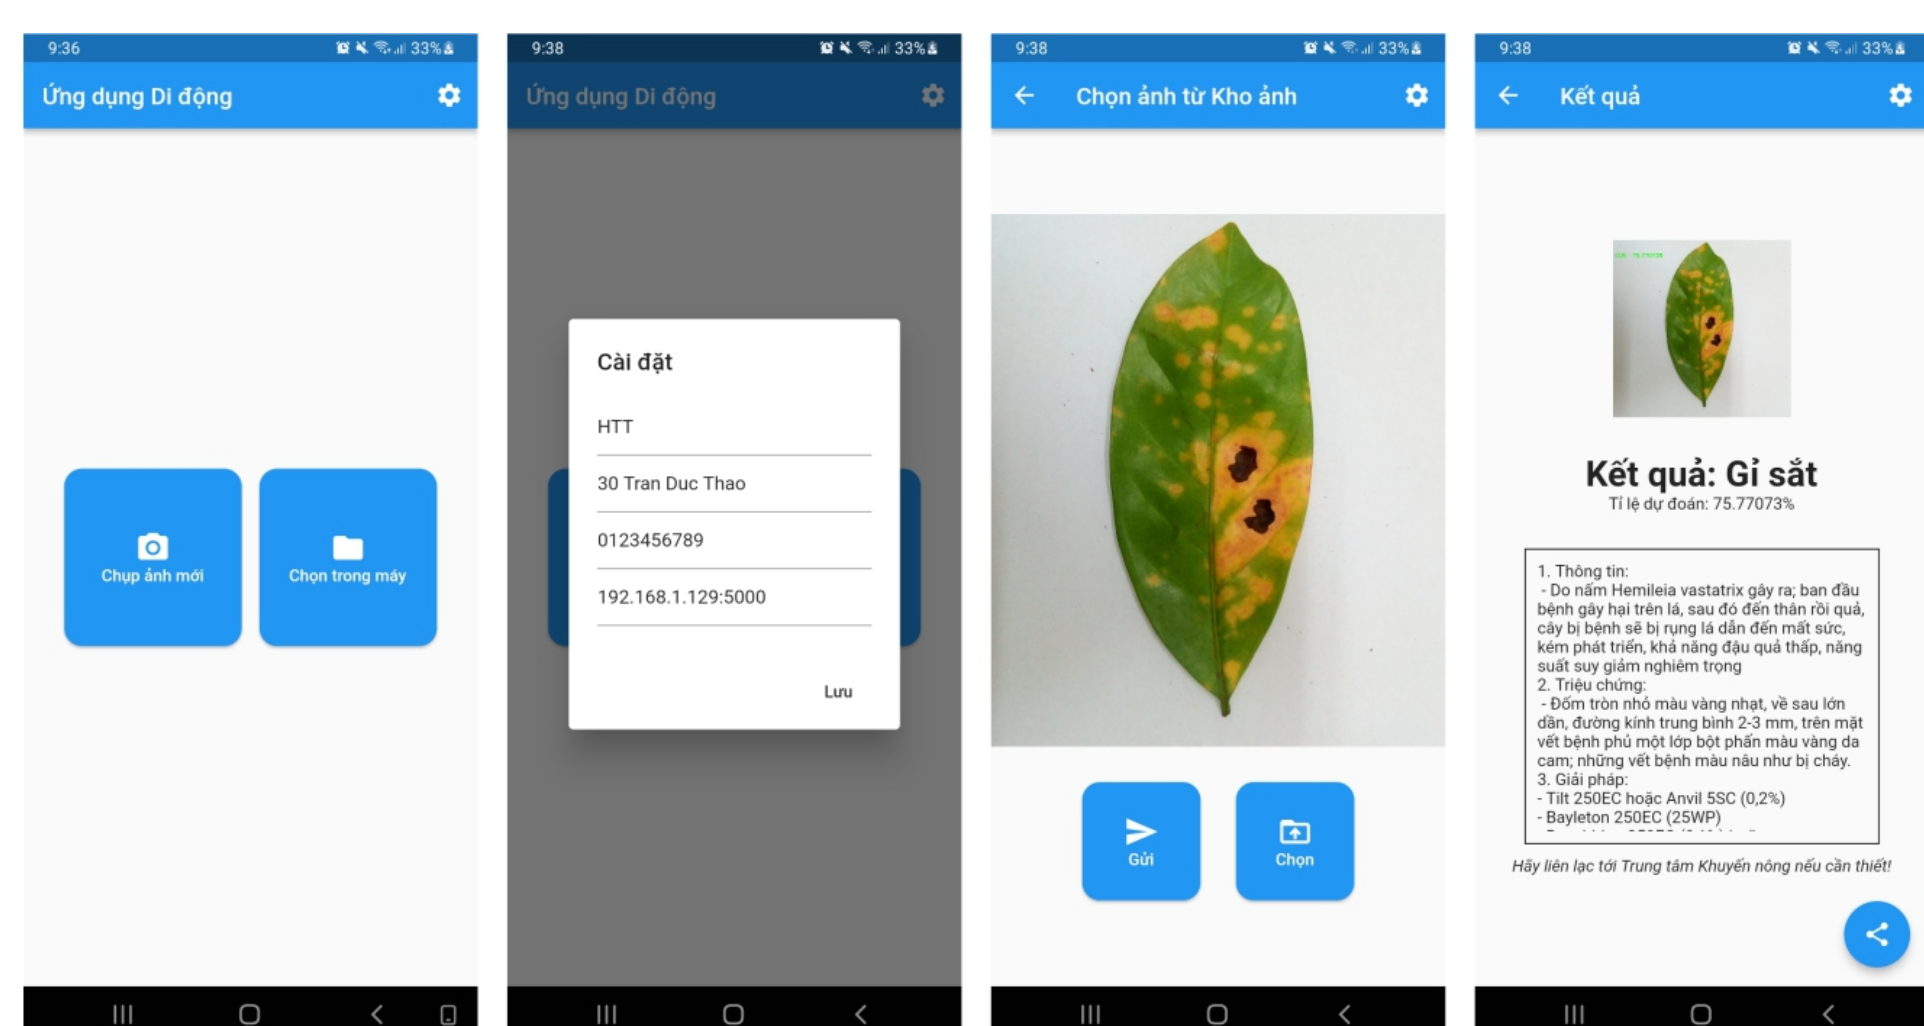 9:36
33%
Ứng dụng Di động
Chụp ảnh mới
Chọn trong máy
9:38
33%
Ứng dụng Di động
Cài đặt
HTT
30 Tran Duc Thao
0123456789
192.168.1.129:5000
Lưu
9:38
33%
Chọn ảnh từ Kho ảnh
Gửi
Chọn
9:38
33%
Kết quả
Kết quả: Gỉ sắt
Tỉ lệ dự đoán: 75.77073%
1. Thông tin:
- Do nấm Hemileia vastatrix gây ra; ban đầu
bệnh gây hại trên lá, sau đó đến thân rồi quả,
cây bị bệnh sẽ bị rụng lá dẫn đến mất sức,
kém phát triển, khả năng đậu quả thấp, năng
suất suy giảm nghiêm trọng
2. Triệu chứng:
- Đốm tròn nhỏ màu vàng nhạt, về sau lớn
dần, đường kính trung bình 2-3 mm, trên mặt
vết bệnh phủ một lớp bột phấn màu vàng da
cam; những vết bệnh màu nâu như bị cháy.
3. Giải pháp:
- Tilt 250EC hoặc Anvil 5SC (0,2%)
- Bayleton 250EC (25WP)
Hãy liên lạc tới Trung tâm Khuyến nông nếu cần thiết!